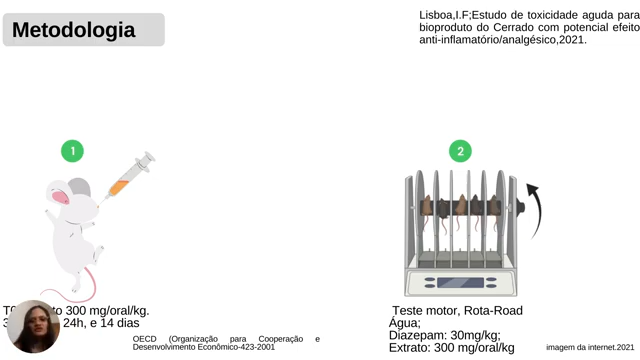 Metodologia
Lisboa,I.F;Estudo de toxicidade aguda para
bioproduto do Cerrado com potencial efeito
anti-inflamatório/analgésico,2021.
1
2
300 mg/oral/kg.
24h, e 14 dias
Teste motor, Rota-Road
Água;
Diazepam: 30mg/kg;
Extrato: 300 mg/oral/kg
OECD (Organização para Cooperação e
Desenvolvimento Econômico-423-2001
imagem da internet.2021